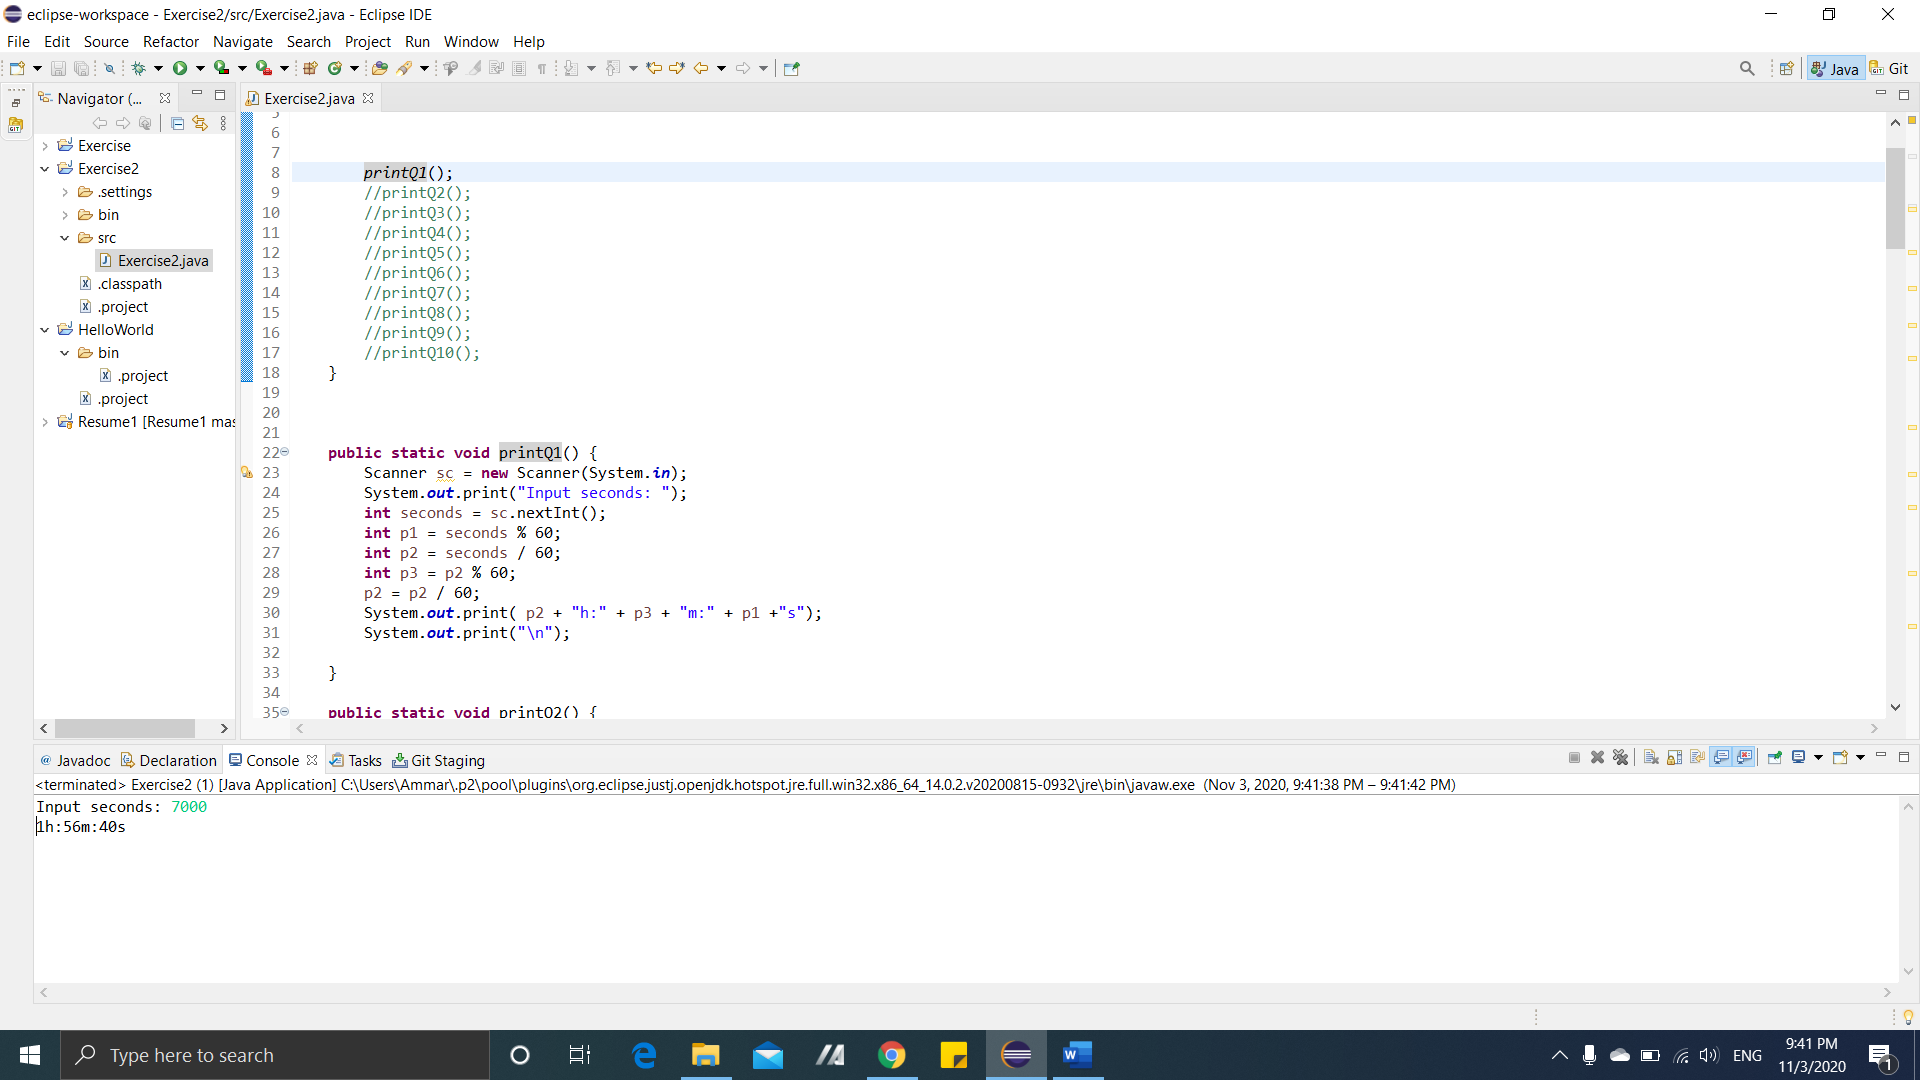 eclipse-workspace - Exercise2/src/Exercise2.java - Eclipse IDE
File Edit Source Refactor Navigate Search Project Run Window Help
Java Git
Navigator (...
Exercise2.java
Exercise
Exercise2
.settings
bin
src
Exercise2.java
.classpath
.project
HelloWorld
bin
.project
.project
Resume1 [Resume1 mas
6
7
8 printQ1();
9 //printQ2();
10 //printQ3();
11 //printQ4();
12 //printQ5();
13 //printQ6();
14 //printQ7();
15 //printQ8();
16 //printQ9();
17 //printQ10();
18 }
19
20
21
22 public static void printQ1() {
23 Scanner sc = new Scanner(System.in);
24 System.out.print("Input seconds: ");
25 int seconds = sc.nextInt();
26 int p1 = seconds % 60;
27 int p2 = seconds / 60;
28 int p3 = p2 % 60;
29 p2 = p2 / 60;
30 System.out.print( p2 + "h:" + p3 + "m:" + p1 +"s");
31 System.out.print("\n");
32
33 }
34
35 public static void printQ2() {
@ Javadoc Declaration Console Tasks Git Staging
<terminated> Exercise2 (1) [Java Application] C:\Users\Ammar\.p2\pool\plugins\org.eclipse.justj.openjdk.hotspot.jre.full.win32.x86_64_14.0.2.v20200815-0932\jre\bin\javaw.exe (Nov 3, 2020, 9:41:38 PM – 9:41:42 PM)
Input seconds: 7000
1h:56m:40s
Type here to search
ENG
9:41 PM
11/3/2020
1